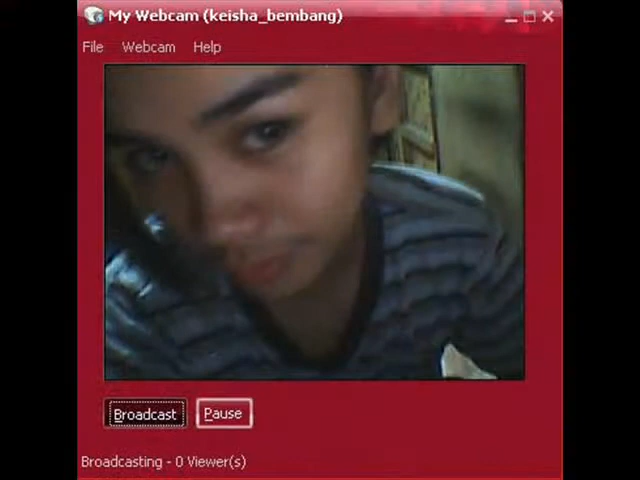 My Webcam (keisha_bembang)
File Webcam Help
Broadcast Pause
Broadcasting - 0 Viewer(s)